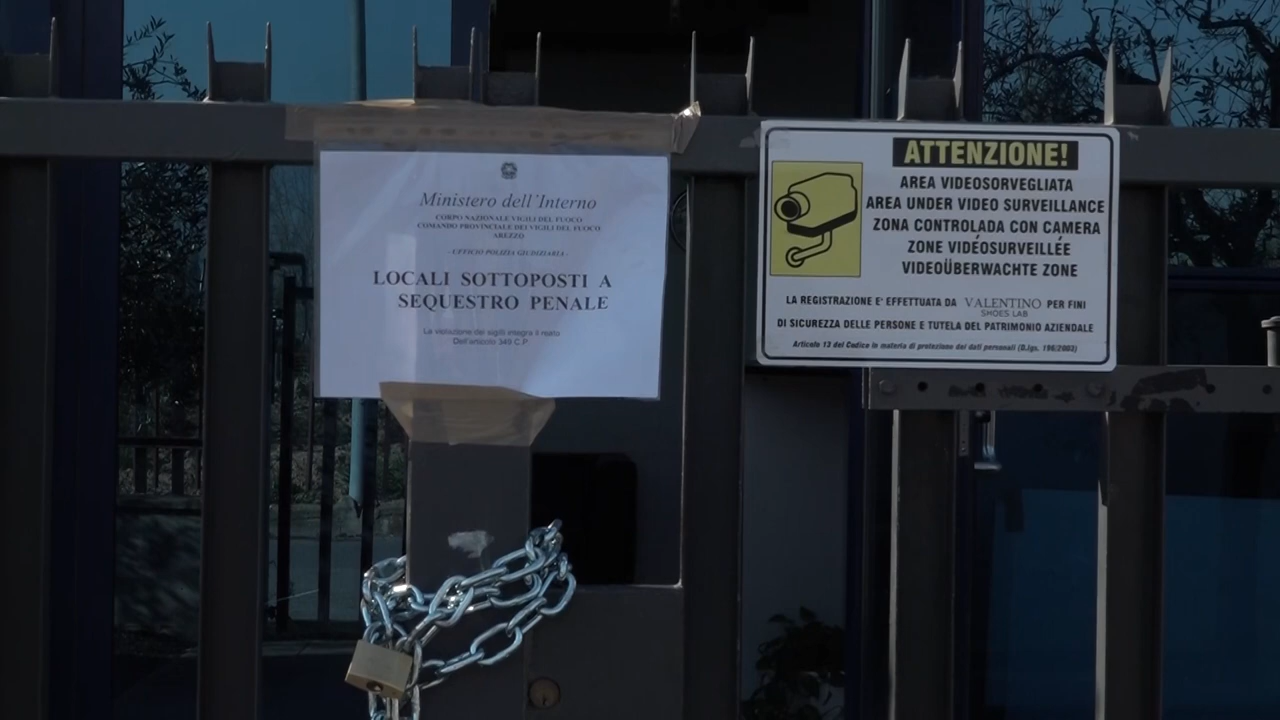 Ministero dell'Interno
CORPO NAZIONALE VIGILI DEL FUOCO
COMANDO PROVINCIALE DEI VIGILI DEL FUOCO
AREZZO
- UFFICIO POLIZIA GIUDIZIARIA -
LOCALI SOTTOPOSTI A
SEQUESTRO PENALE
La violazione dei sigilli integra il reato
Dell'articolo 349 C.P.
ATTENZIONE!
AREA VIDEOSORVEGLIATA
AREA UNDER VIDEO SURVEILLANCE
ZONA CONTROLADA CON CAMERA
ZONE VIDÉOSURVEILLÉE
VIDEOÜBERWACHTE ZONE
LA REGISTRAZIONE E' EFFETTUATA DA VALENTINO PER FINI
SHOES LAB
DI SICUREZZA DELLE PERSONE E TUTELA DEL PATRIMONIO AZIENDALE
Articolo 13 del Codice in materia di protezione dei dati personali (D.lgs. 196/2003)